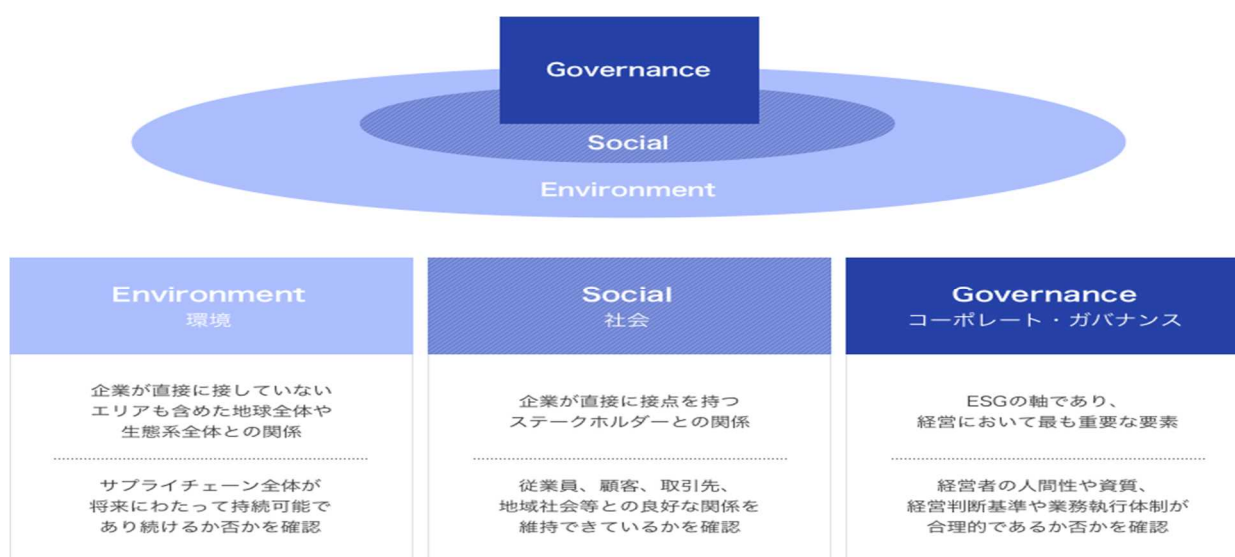 Governance
Social
Environment
Environment
環境
企業が直接に接していない
エリアも含めた地球全体や
生態系全体との関係
サプライチェーン全体が
将来にわたって持続可能で
あり続けるか否かを確認
Social
社会
企業が直接に接点を持つ
ステークホルダーとの関係
従業員、顧客、取引先、
地域社会等との良好な関係を
維持できているかを確認
Governance
コーポレート・ガバナンス
ESGの軸であり、
経営において最も重要な要素
経営者の人間性や資質、
経営判断基準や業務執行体制が
合理的であるか否かを確認